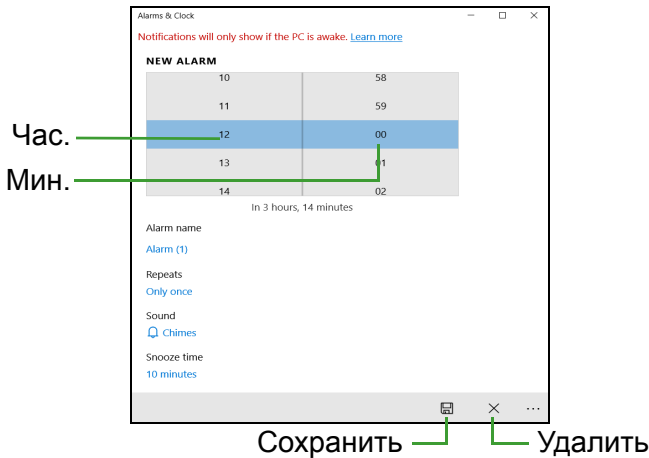 Alarms & Clock
Notifications will only show if the PC is awake. Learn more
NEW ALARM
10 58
11 59
Час.
12 00
13 01
Мин.
14 02
In 3 hours, 14 minutes
Alarm name
Alarm (1)
Repeats
Only once
Sound
Chimes
Snooze time
10 minutes
Сохранить
Удалить